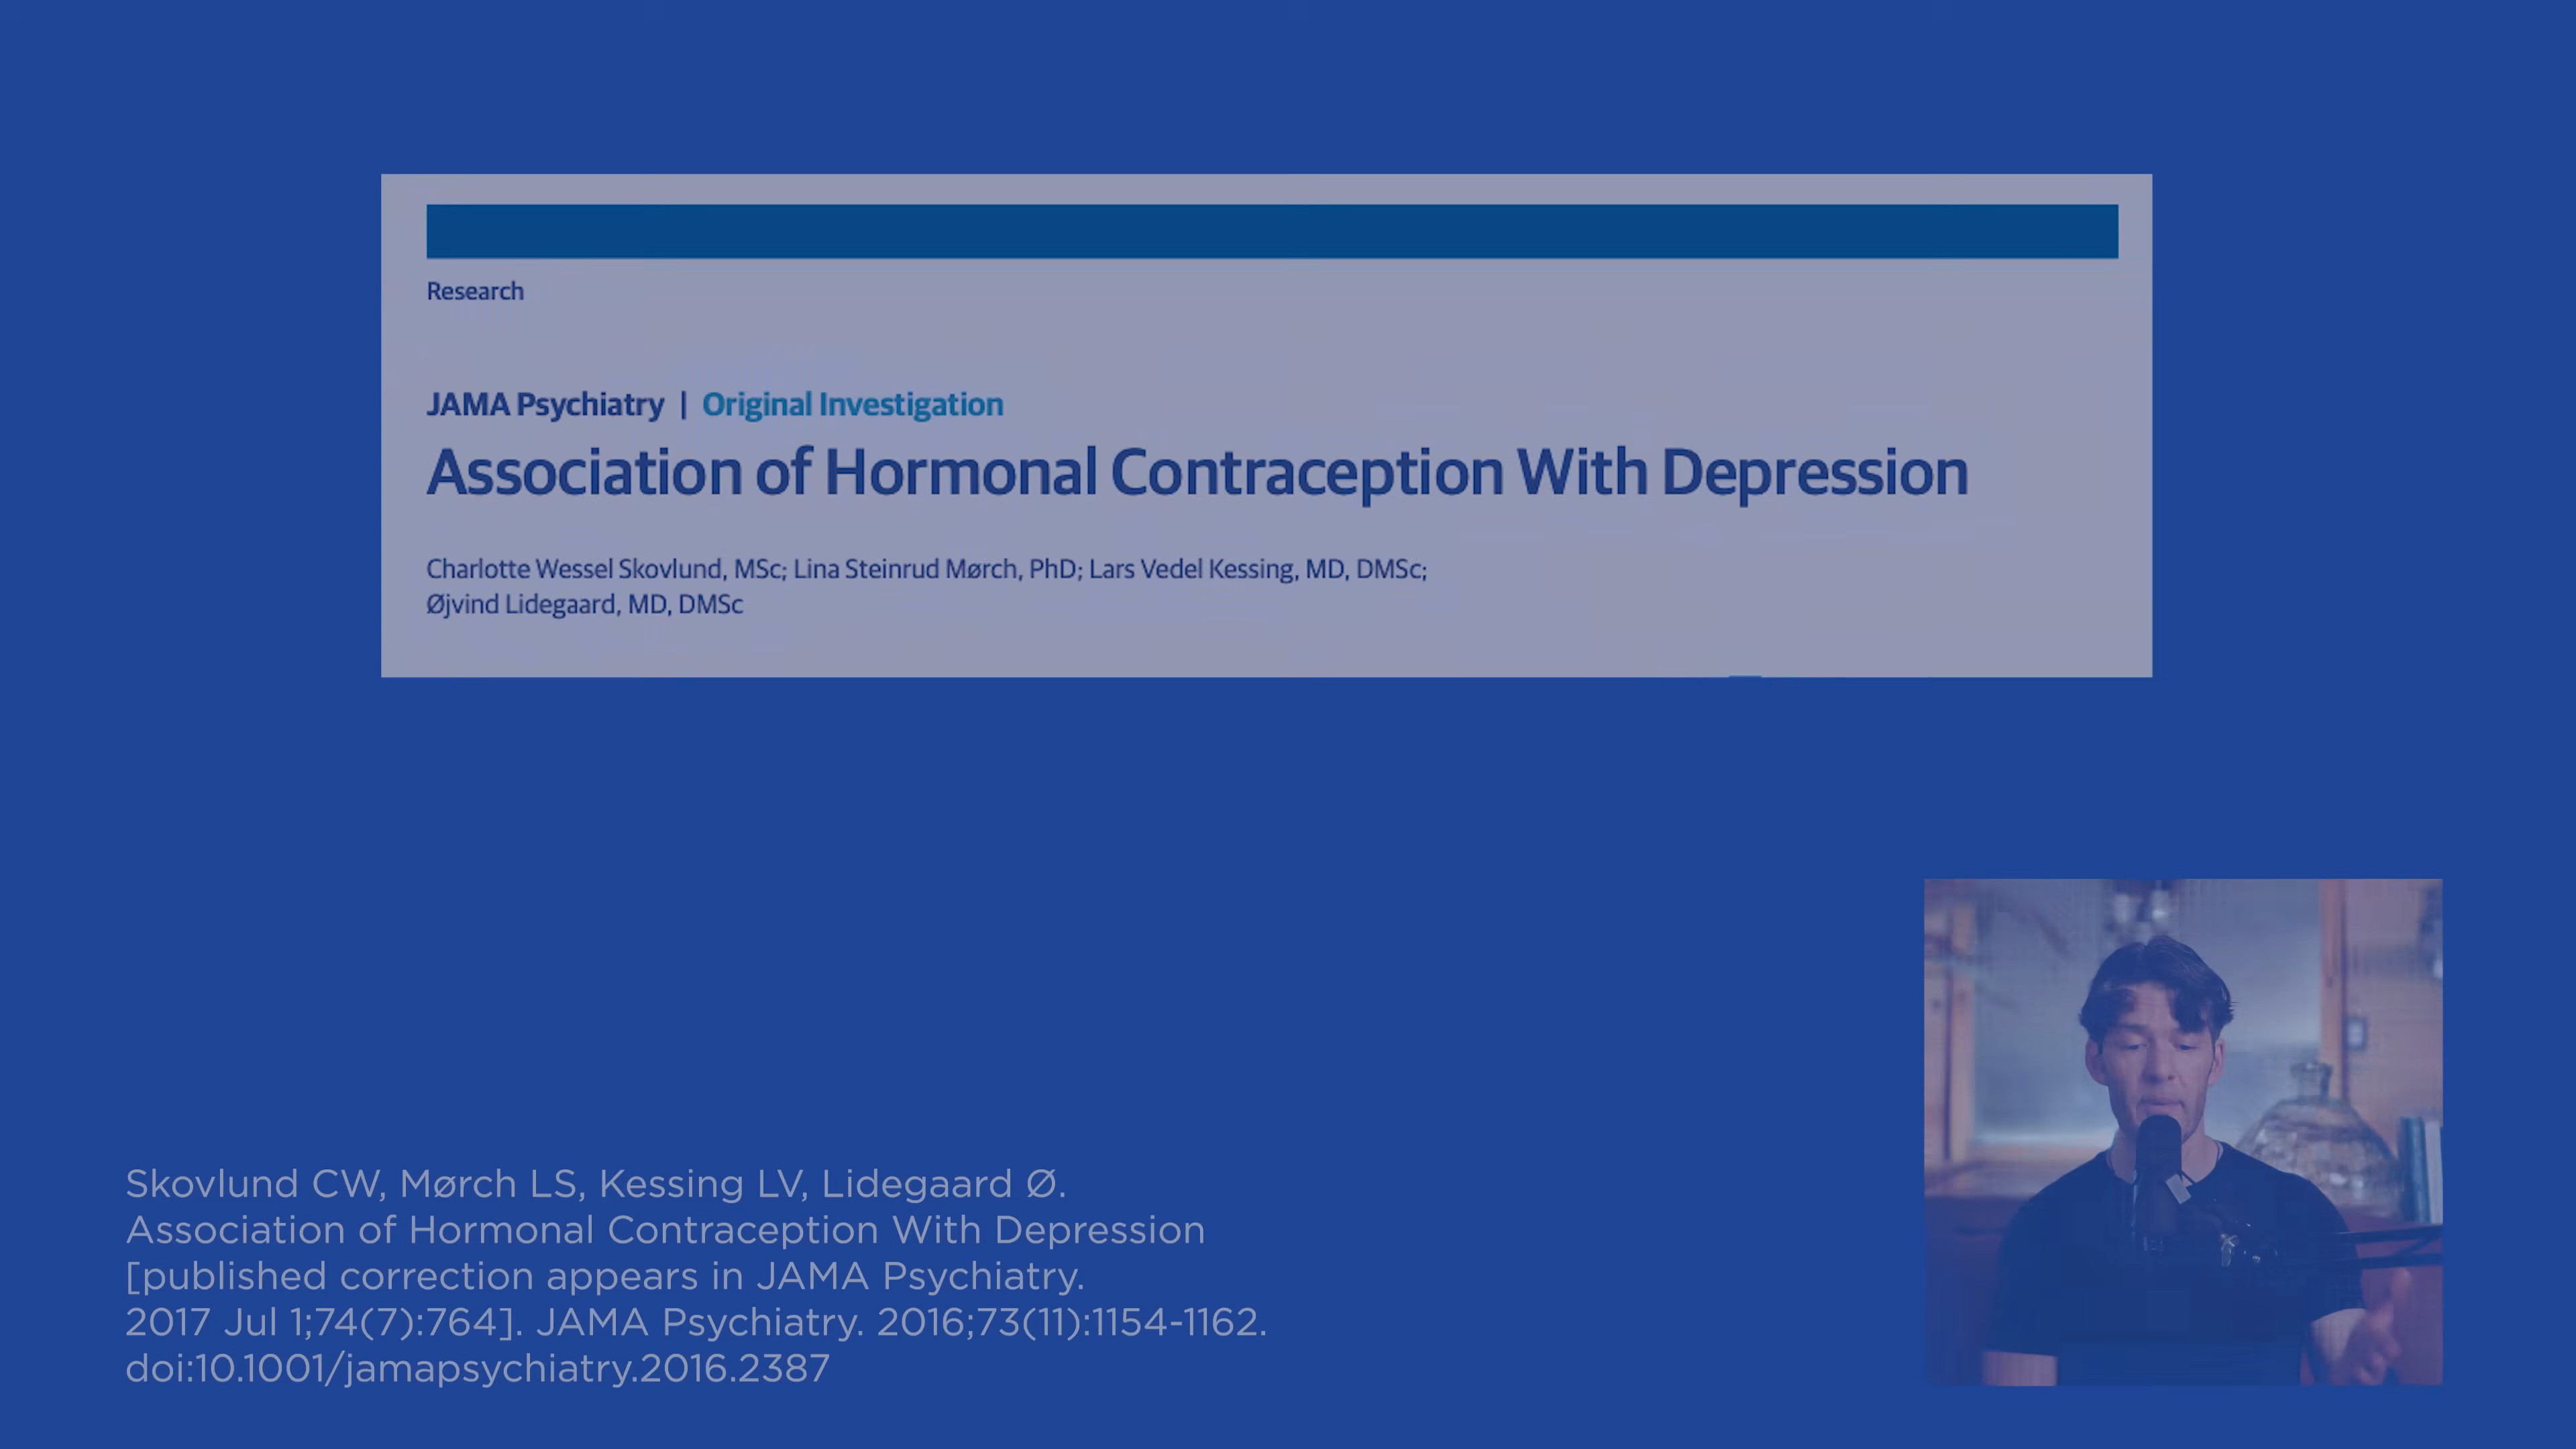 Research
JAMA Psychiatry | Original Investigation
Association of Hormonal Contraception With Depression
Charlotte Wessel Skovlund, MSc; Lina Steinrud Mørch, PhD; Lars Vedel Kessing, MD, DMSc;
Øjvind Lidegaard, MD, DMSc
Skovlund CW, Mørch LS, Kessing LV, Lidegaard Ø.
Association of Hormonal Contraception With Depression
[published correction appears in JAMA Psychiatry.
2017 Jul 1;74(7):764]. JAMA Psychiatry. 2016;73(11):1154-1162.
doi:10.1001/jamapsychiatry.2016.2387